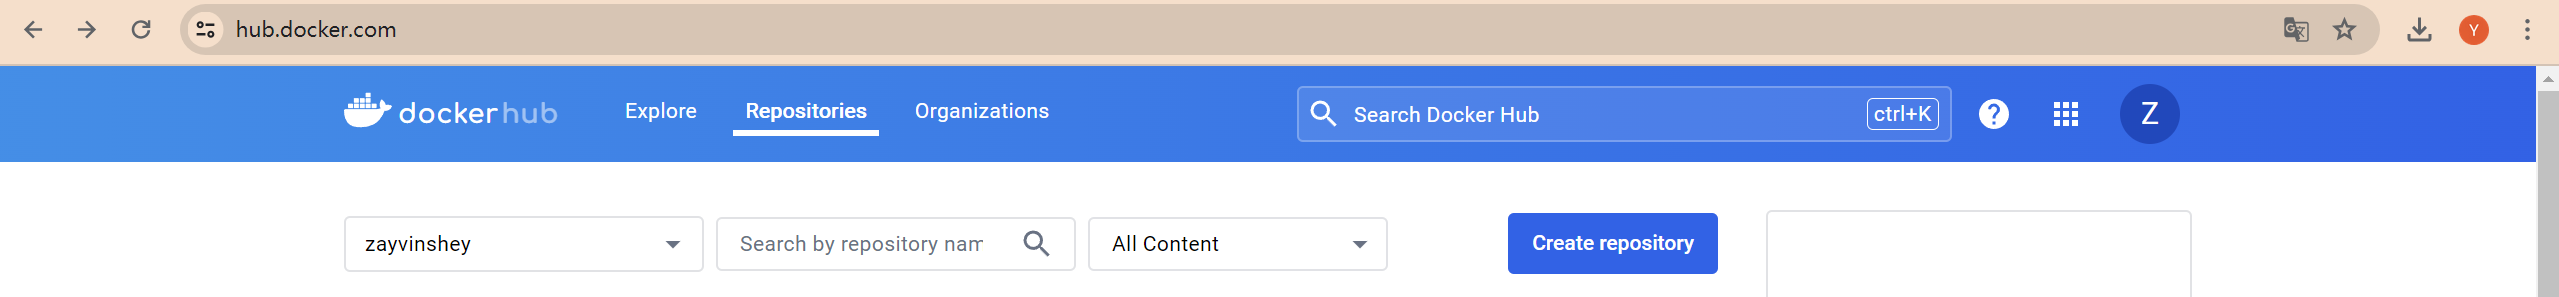 hub.docker.com
Y
docker hub
Explore
Repositories
Organizations
Search Docker Hub
ctrl+K
?
Z
zayvinshey
Search by repository nam
All Content
Create repository